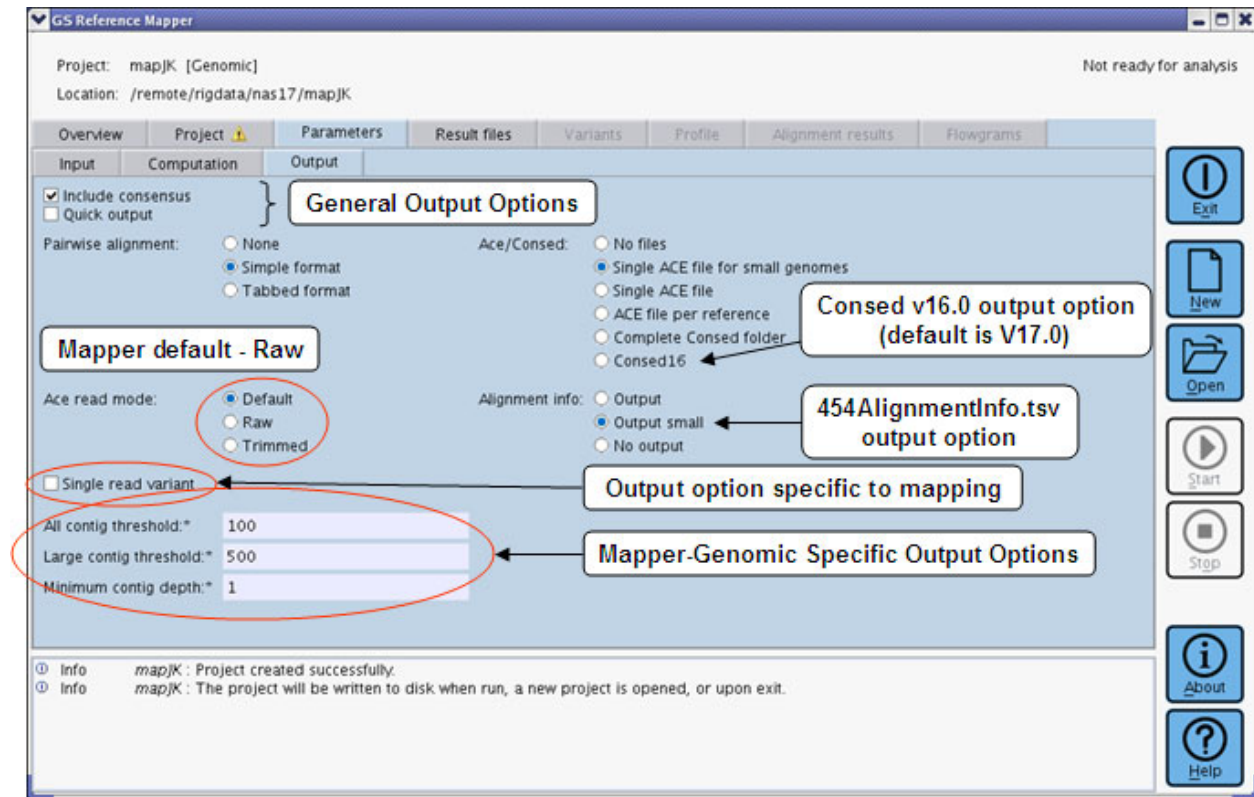 GS Reference Mapper
Project: mapJK [Genomic]
Not ready for analysis
Location: /remote/rigdata/nas17/mapJK
Overview Project Parameters Result files Variants Profile Alignment results Flowgrams
Input Computation Output
Include consensus
Quick output
General Output Options
Pairwise alignment:
None
Simple format
Tabbed format
Ace/Consed:
No files
Single ACE file for small genomes
Single ACE file
ACE file per reference
Complete Consed folder
Consed16
Consed v16.0 output option
(default is V17.0)
Mapper default - Raw
Ace read mode:
Default
Raw
Trimmed
Alignment info:
Output
Output small
No output
454AlignmentInfo.tsv
output option
Single read variant
Output option specific to mapping
All contig threshold:* 100
Large contig threshold:* 500
Minimum contig depth:* 1
Mapper-Genomic Specific Output Options
Info mapJK : Project created successfully.
Info mapJK : The project will be written to disk when run, a new project is opened, or upon exit.
Exit
New
Open
Start
Stop
About
Help